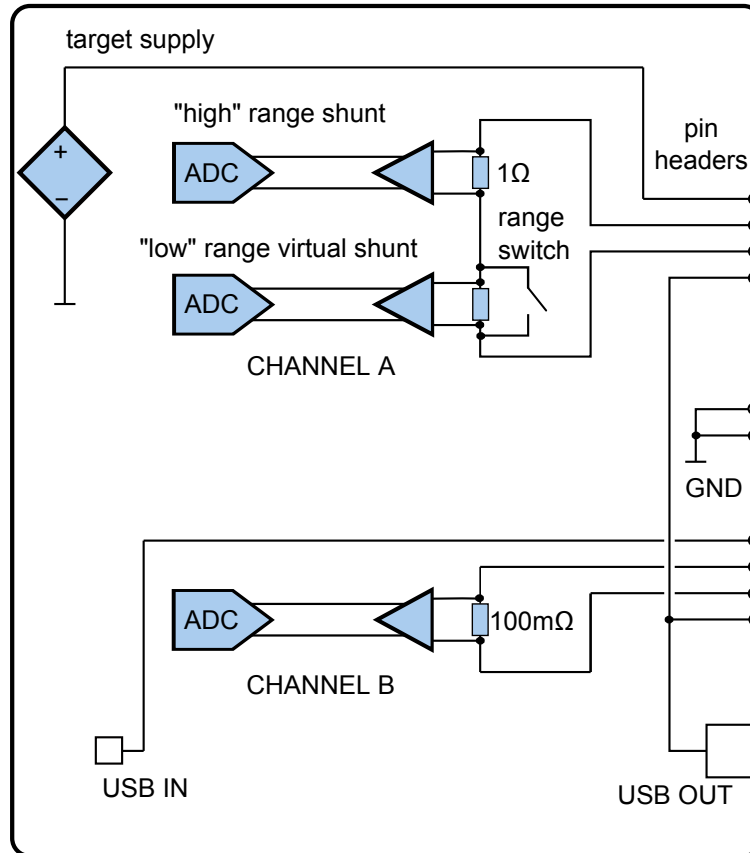 target supply
"high" range shunt
pin
headers
+
−
ADC
1Ω
range
switch
"low" range virtual shunt
ADC
CHANNEL A
GND
ADC
100mΩ
CHANNEL B
USB IN
USB OUT